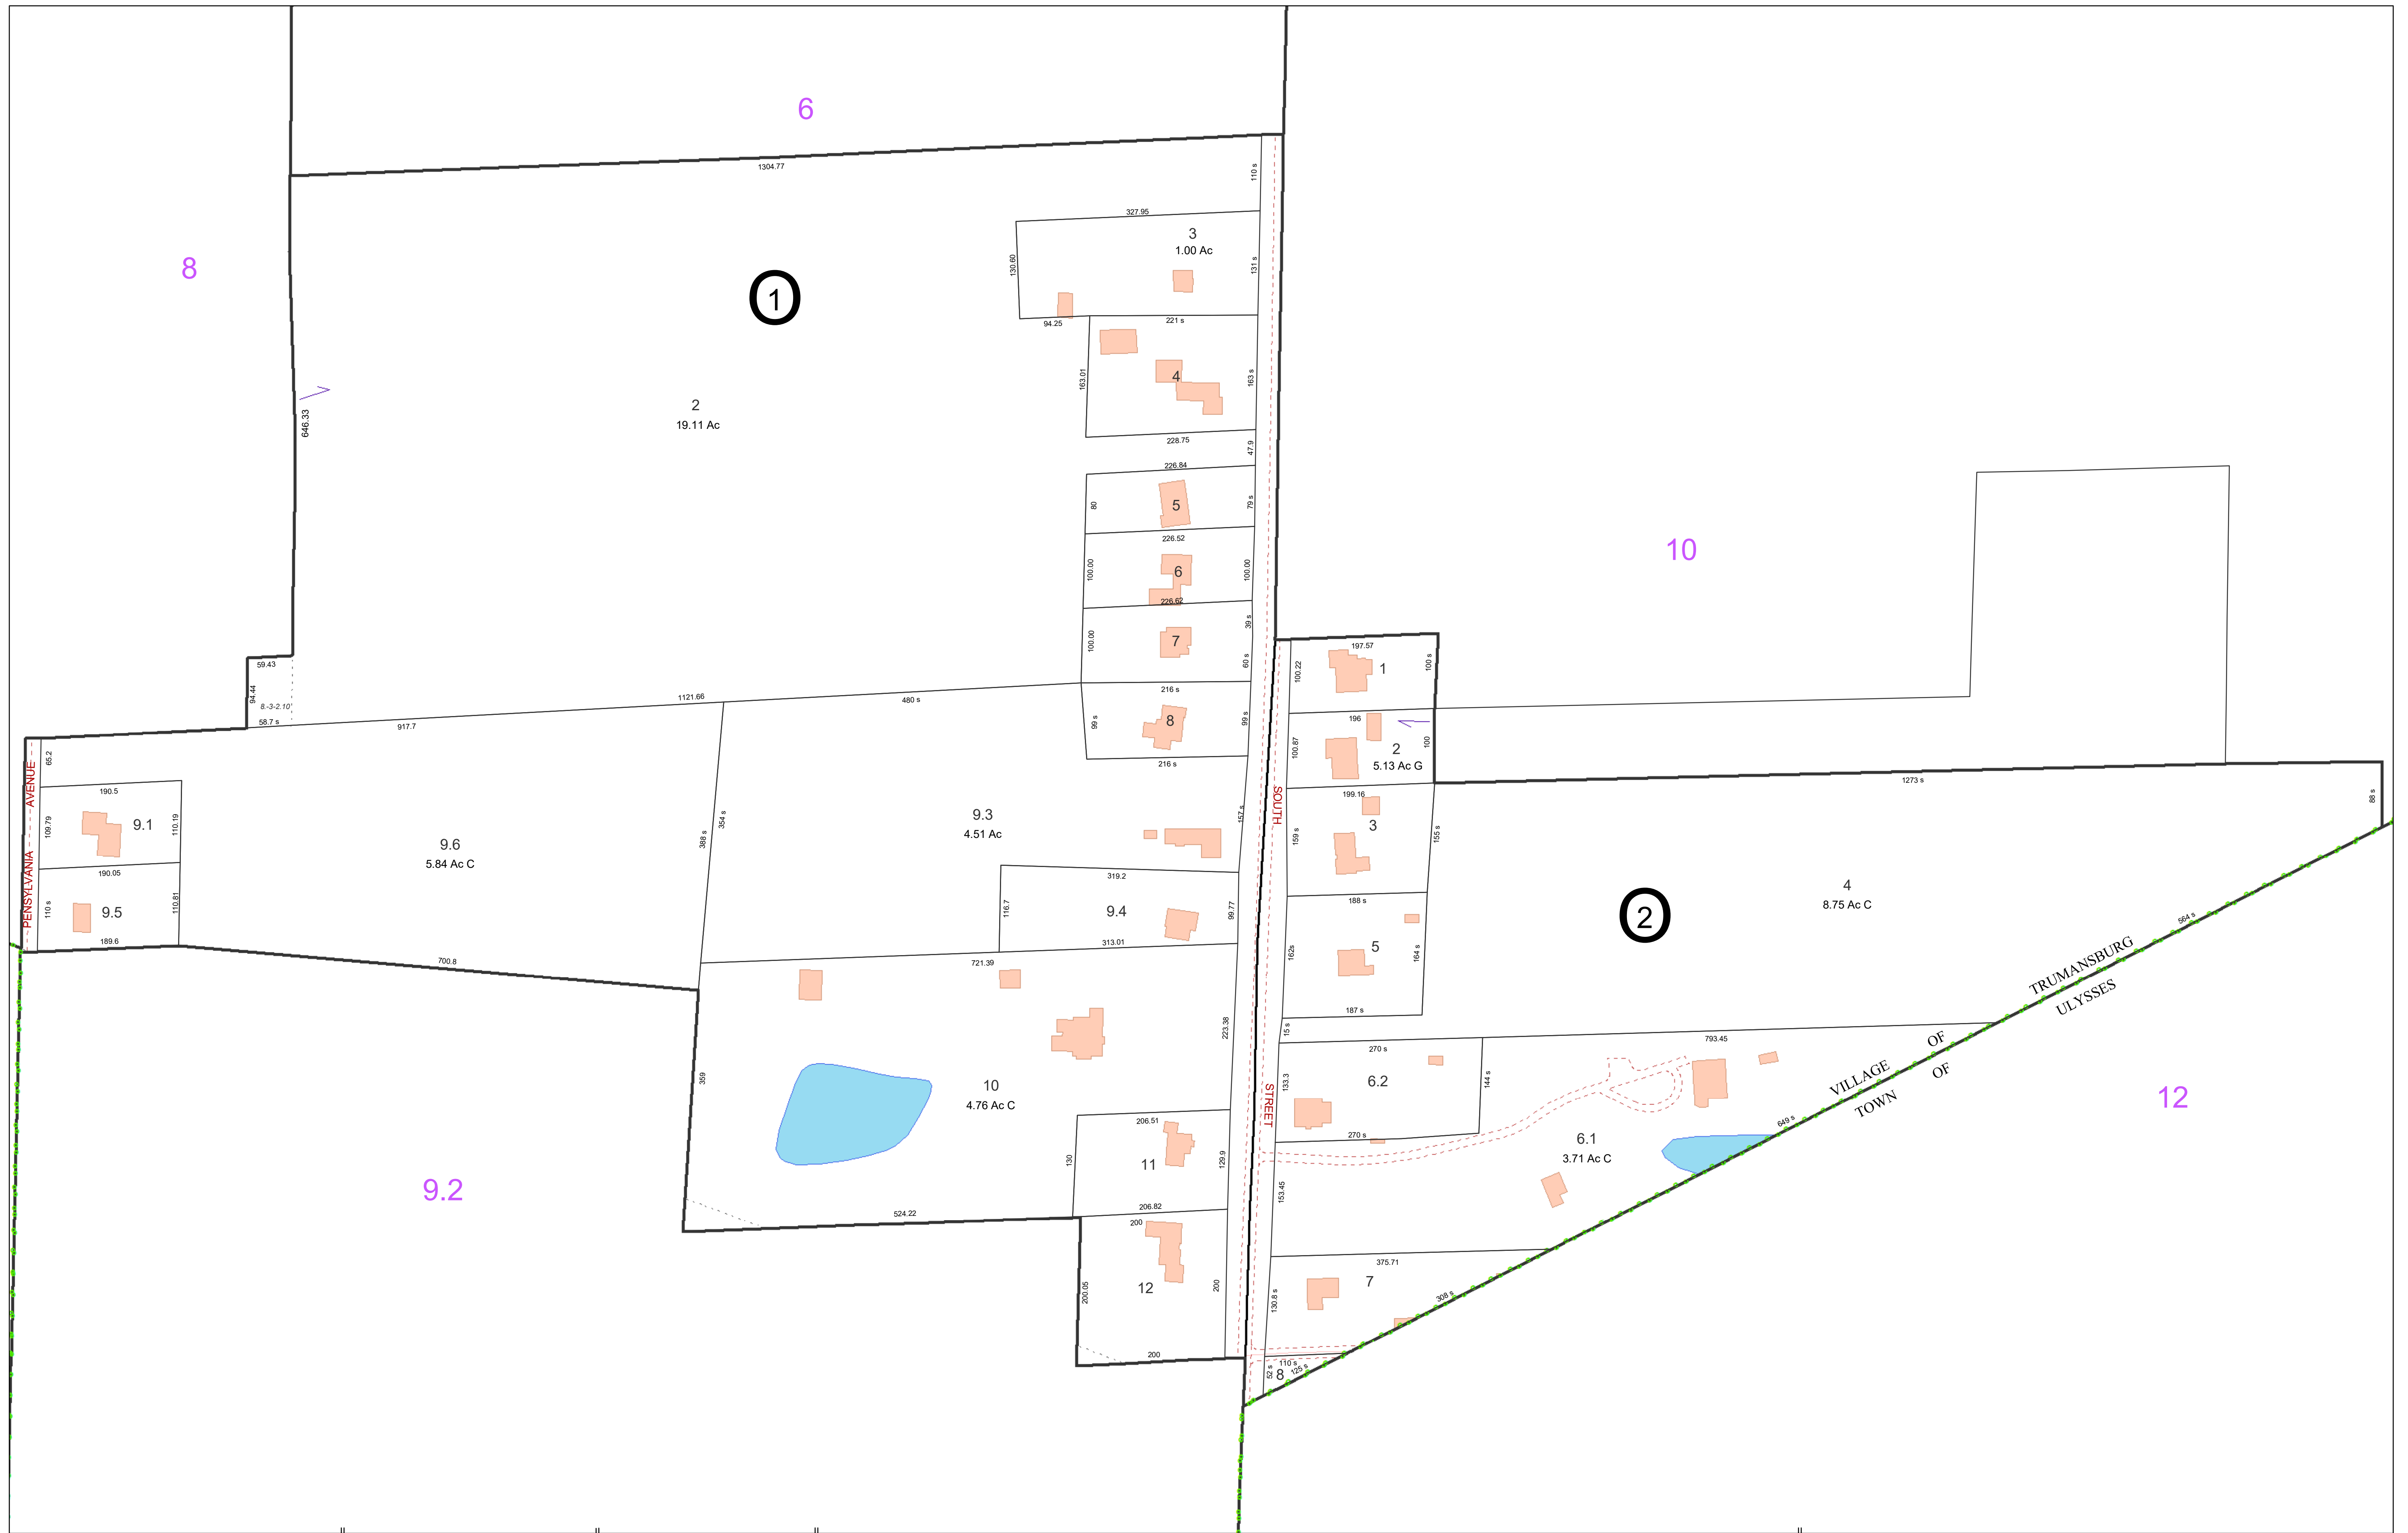 6
1304.77
110 s
8
327.95
3
1.00 Ac
130.60
131 s
1
94.25
221 s
646.33
2
19.11 Ac
163.01
4
163 s
228.75
47.9
226.84
80
5
79 s
226.52
100.00
6
100.00
226.62
39 s
100.00
7
60 s
10
197.57
100.22
1
100 s
59.43
94.44
8.-3-2.10
58.7 s
917.7
1121.66
480 s
216 s
99 s
8
99 s
216 s
196
100.87
2
5.13 Ac G
100
1273 s
88 s
PENSYLVANIA AVENUE
65.2
190.5
109.79
9.1
110.19
190.05
110 s
9.5
110.81
189.6
9.6
5.84 Ac C
388 s
354 s
700.8
9.3
4.51 Ac
157 s
319.2
116.7
9.4
99.77
313.01
721.39
SOUTH STREET
199.16
159 s
3
155 s
188 s
162s
5
164 s
187 s
15 s
2
4
8.75 Ac C
564 s
VILLAGE OF TRUMANSBURG
TOWN OF ULYSSES
12
9.2
359
10
4.76 Ac C
223.38
206.51
130
11
129.9
206.82
524.22
200
200.05
12
200
200
270 s
133.3
6.2
144 s
270 s
793.45
6.1
3.71 Ac C
649 s
153.45
375.71
130.8 s
7
308 s
110 s
52 s
8
125 s